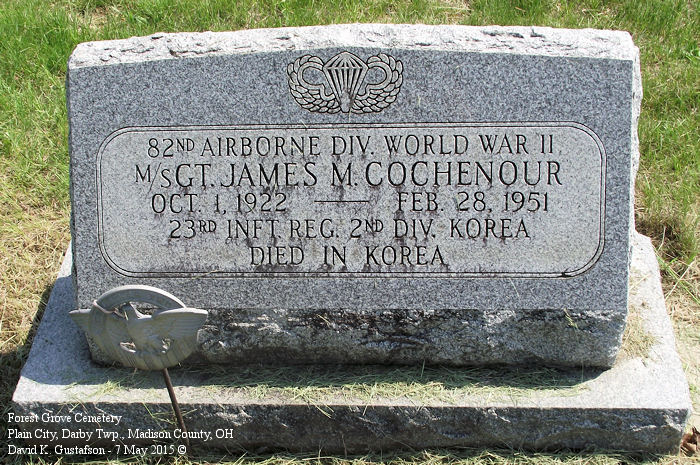 82ND AIRBORNE DIV. WORLD WAR II
M/SGT. JAMES M. COCHENOUR
OCT. 1, 1922 —— FEB. 28, 1951
23RD INFT REG. 2ND DIV. KOREA
DIED IN KOREA
Forest Grove Cemetery
Plain City, Darby Twp., Madison County, OH
David K. Gustafson - 7 May 2015 ©